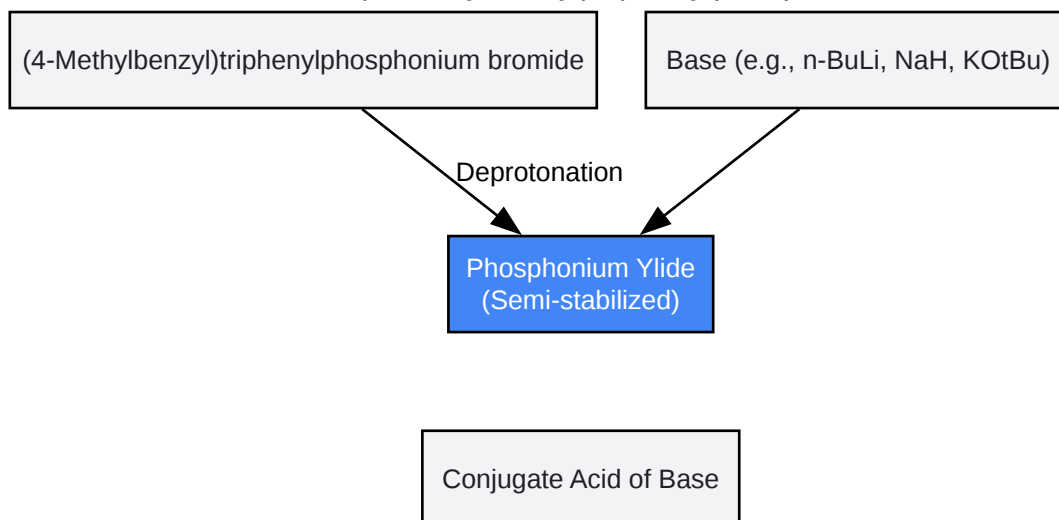 (4-Methylbenzyl)triphenylphosphonium bromide
Base (e.g., n-BuLi, NaH, KOtBu)
Deprotonation
Phosphonium Ylide
(Semi-stabilized)
Conjugate Acid of Base